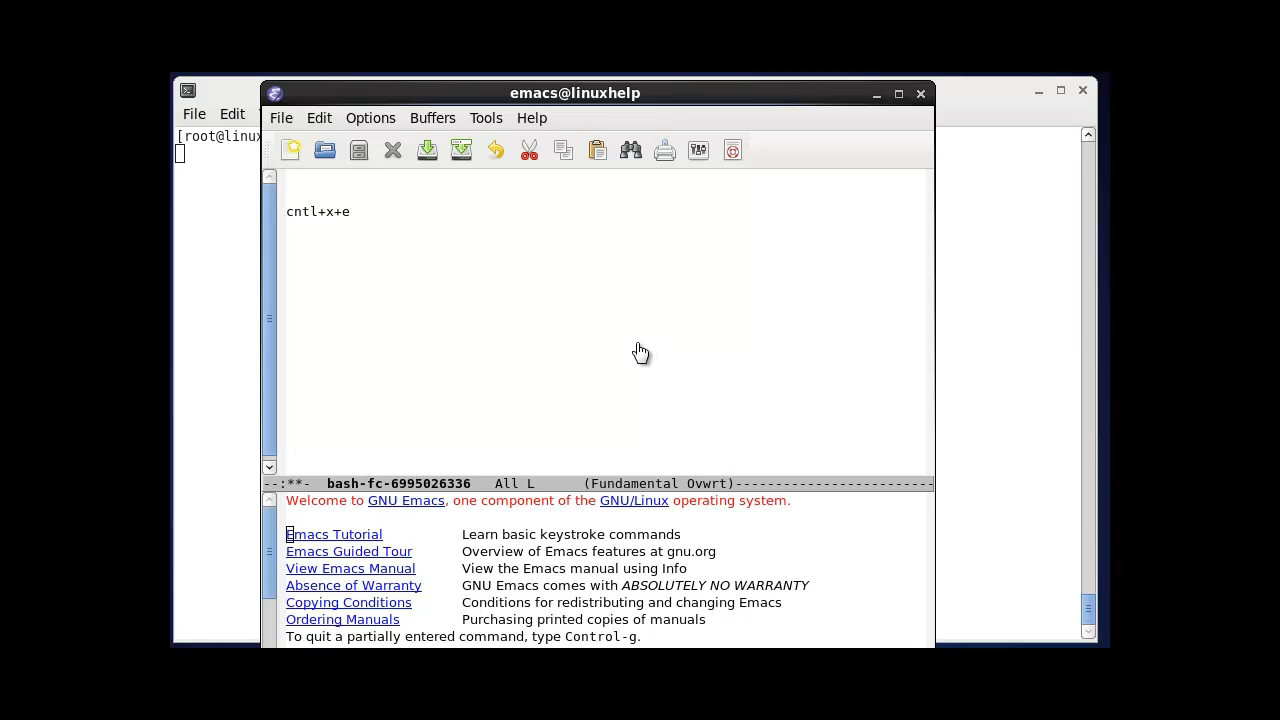 emacs@linuxhelp
File Edit
File Edit Options Buffers Tools Help
[root@linux
cntl+x+e
--:**- bash-fc-6995026336 All L (Fundamental Ovwrt)-------------------------
Welcome to GNU Emacs, one component of the GNU/Linux operating system.
Emacs Tutorial Learn basic keystroke commands
Emacs Guided Tour Overview of Emacs features at gnu.org
View Emacs Manual View the Emacs manual using Info
Absence of Warranty GNU Emacs comes with ABSOLUTELY NO WARRANTY
Copying Conditions Conditions for redistributing and changing Emacs
Ordering Manuals Purchasing printed copies of manuals
To quit a partially entered command, type Control-g.